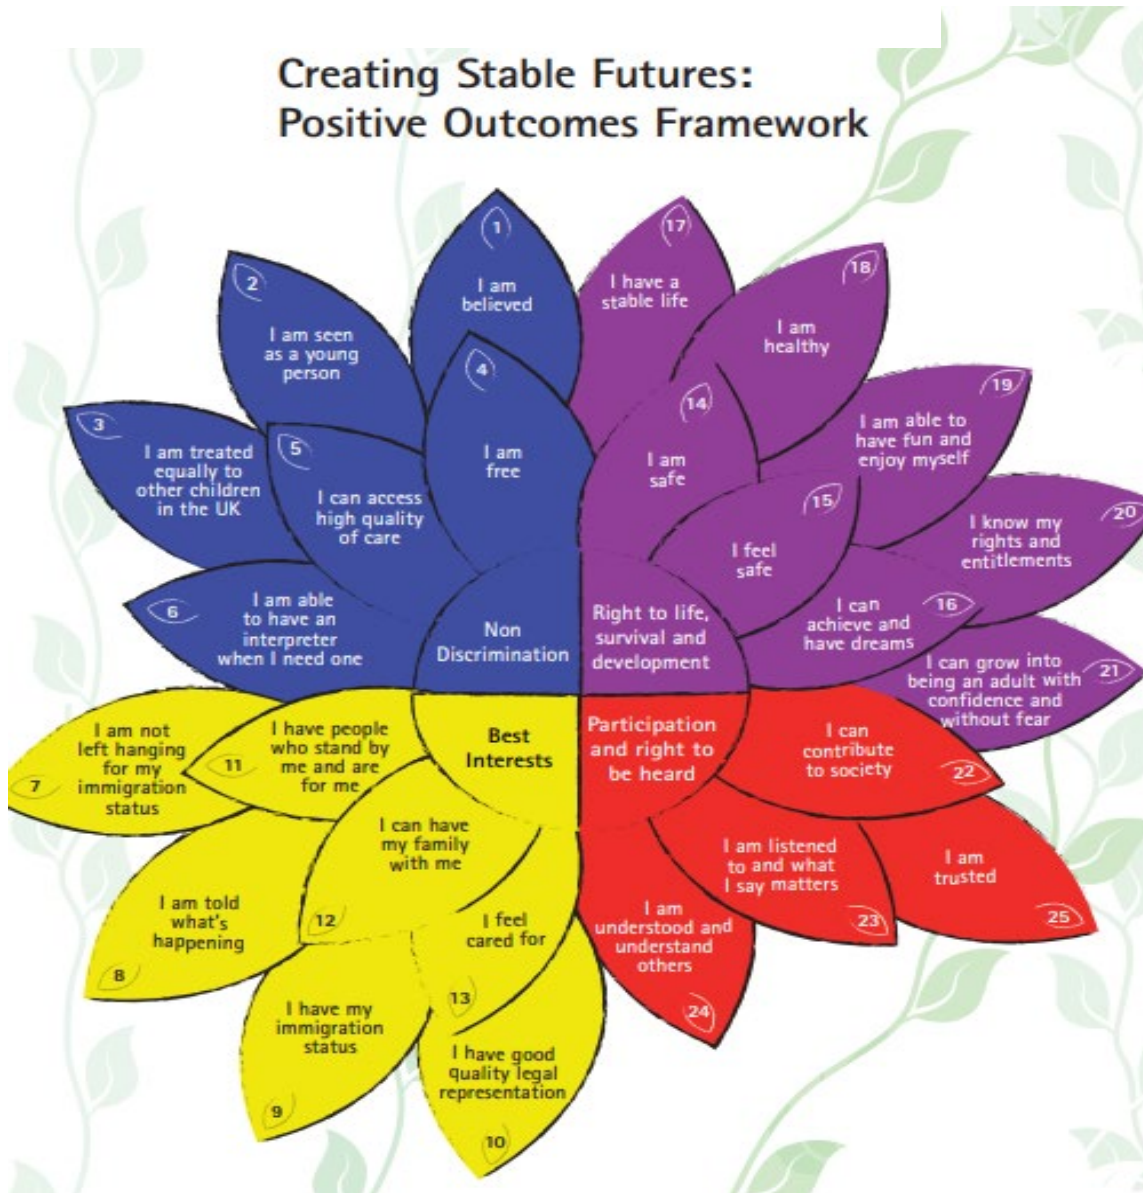 Creating Stable Futures:
Positive Outcomes Framework
1
I am
believed
2
I am seen
as a young
person
3
I am treated
equally to
other children
in the UK
4
I am
free
5
I can access
high quality
of care
6
I am able
to have an
interpreter
when I need one
Non
Discrimination
17
I have a
stable life
18
I am
healthy
19
I am able to
have fun and
enjoy myself
14
I am
safe
15
I feel
safe
20
I know my
rights and
entitlements
16
I can
achieve and
have dreams
21
I can grow into
being an adult with
confidence and
without fear
Right to life,
survival and
development
7
I am not
left hanging
for my
immigration
status
11
I have people
who stand by
me and are
for me
Best
Interests
12
I can have
my family
with me
8
I am told
what's
happening
13
I feel
cared for
9
I have my
immigration
status
10
I have good
quality legal
representation
Participation
and right to
be heard
22
I can
contribute
to society
23
I am listened
to and what
I say matters
25
I am
trusted
24
I am
understood and
understand
others